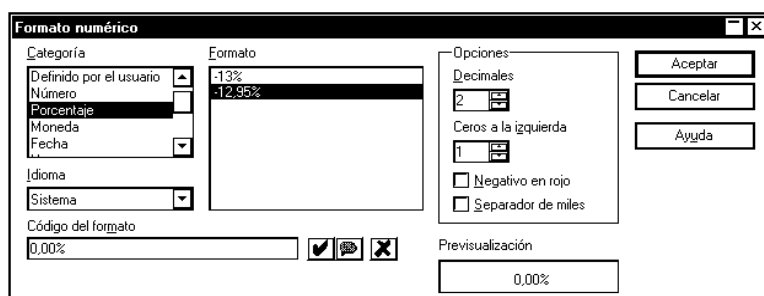 Formato numérico
Categoría
Definido por el usuario
Número
Porcentaje
Moneda
Fecha
Idioma
Sistema
Código del formato
0,00%
Formato
-13%
-12,95%
Opciones
Decimales
2
Ceros a la izquierda
1
Negativo en rojo
Separador de miles
Previsualización
0,00%
Aceptar
Cancelar
Ayuda